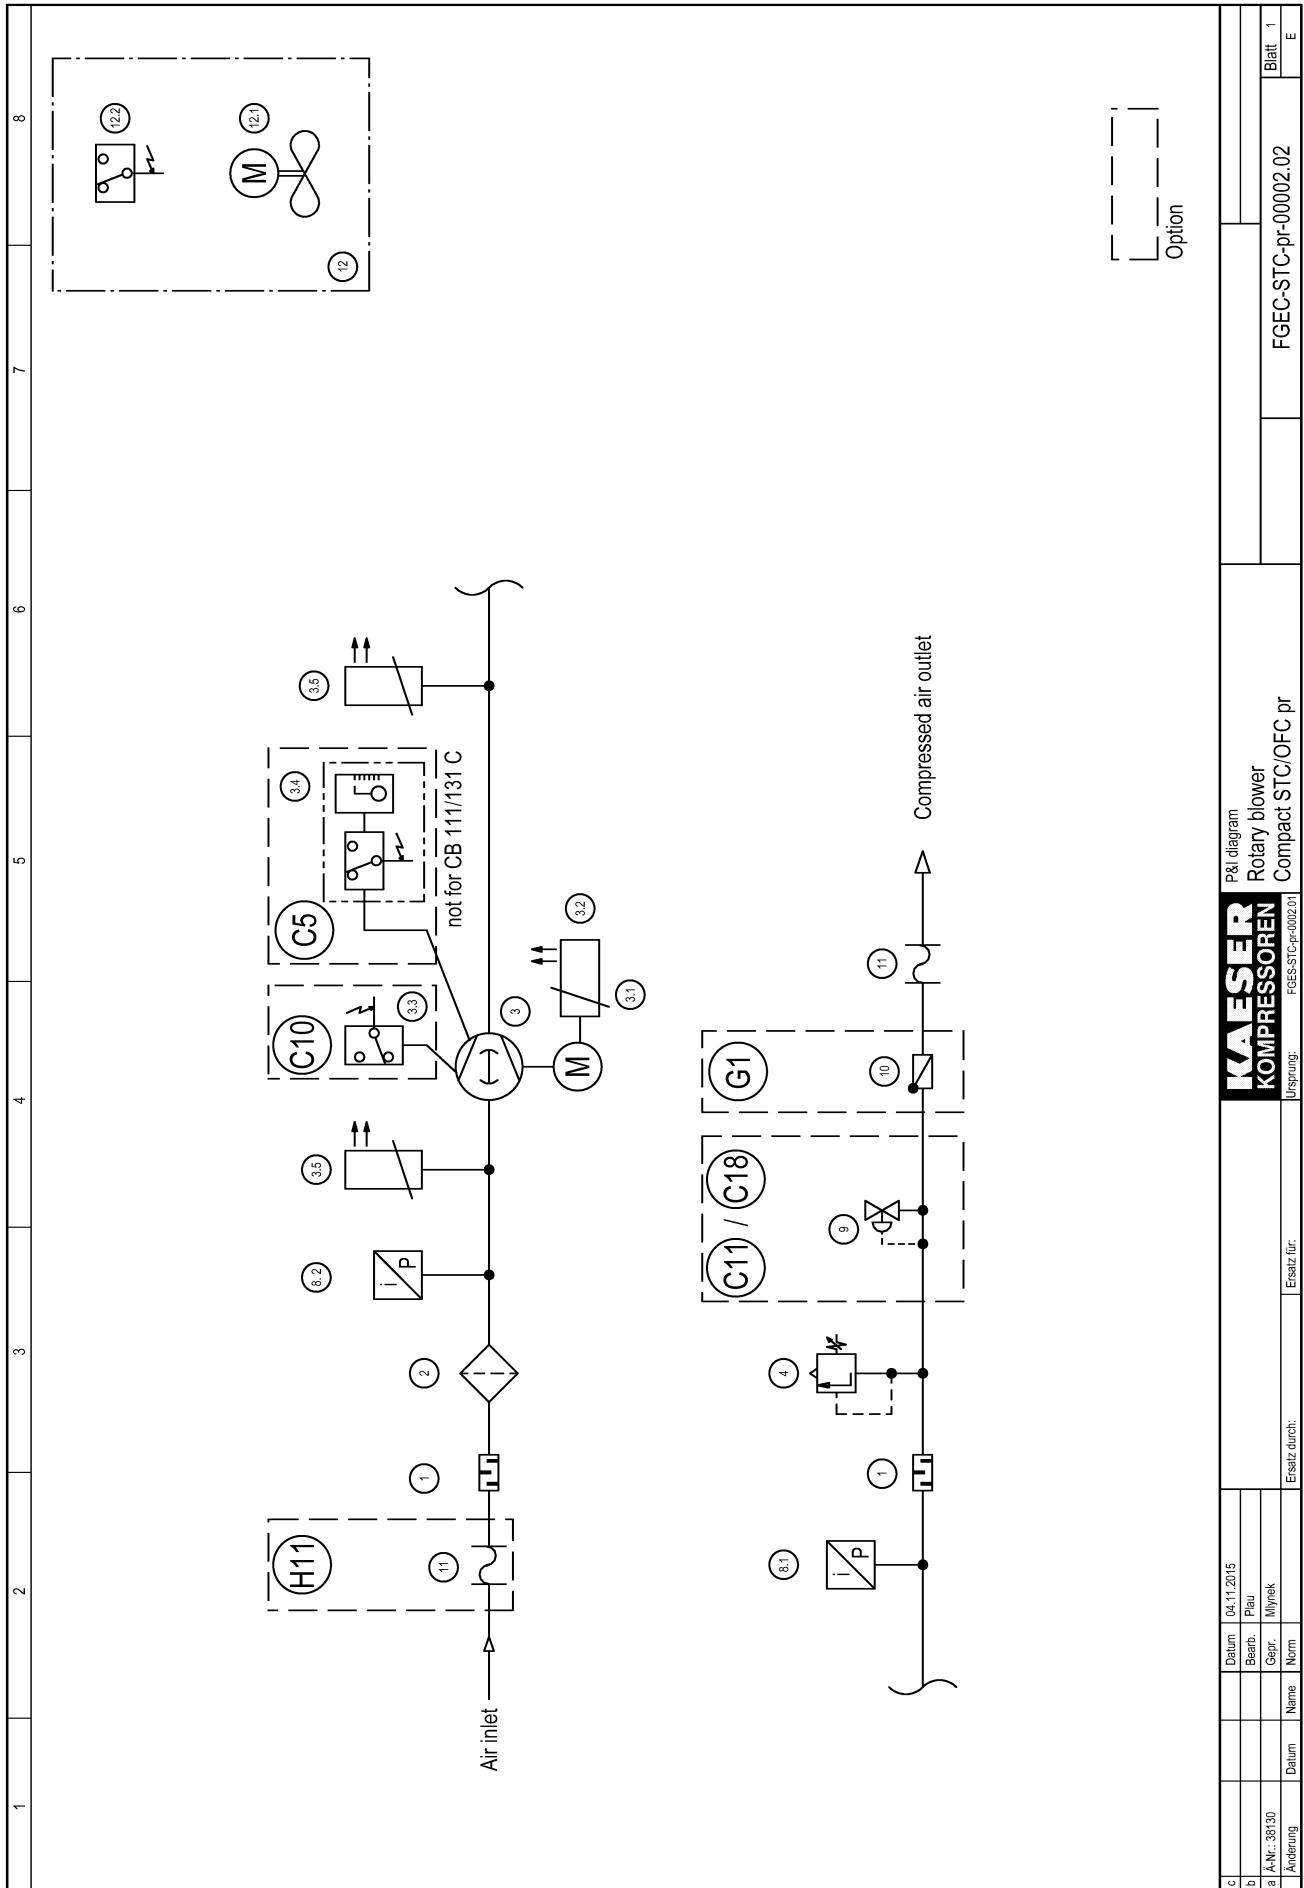 1
2
3
4
5
6
7
8
12.2
12.1
M
12
H11
11
1
2
8.2
i
P
3.5
C10
3.3
C5
3.4
not for CB 111/131 C
3.5
3
M
3.1
3.2
Air inlet
8.1
i
P
1
4
C11 / C18
9
G1
10
11
Compressed air outlet
Option
c
b
a Ä-Nr.: 38130
Änderung
Datum
Name
Datum 04.11.2015
Bearb. Plau
Gepr. Mlynek
Norm
Ersatz durch:
Ersatz für:
KAESER
KOMPRESSOREN
Ursprung: FGES-STC-pr-0002.01
P&I diagram
Rotary blower
Compact STC/OFC pr
FGEC-STC-pr-00002.02
Blatt 1
E